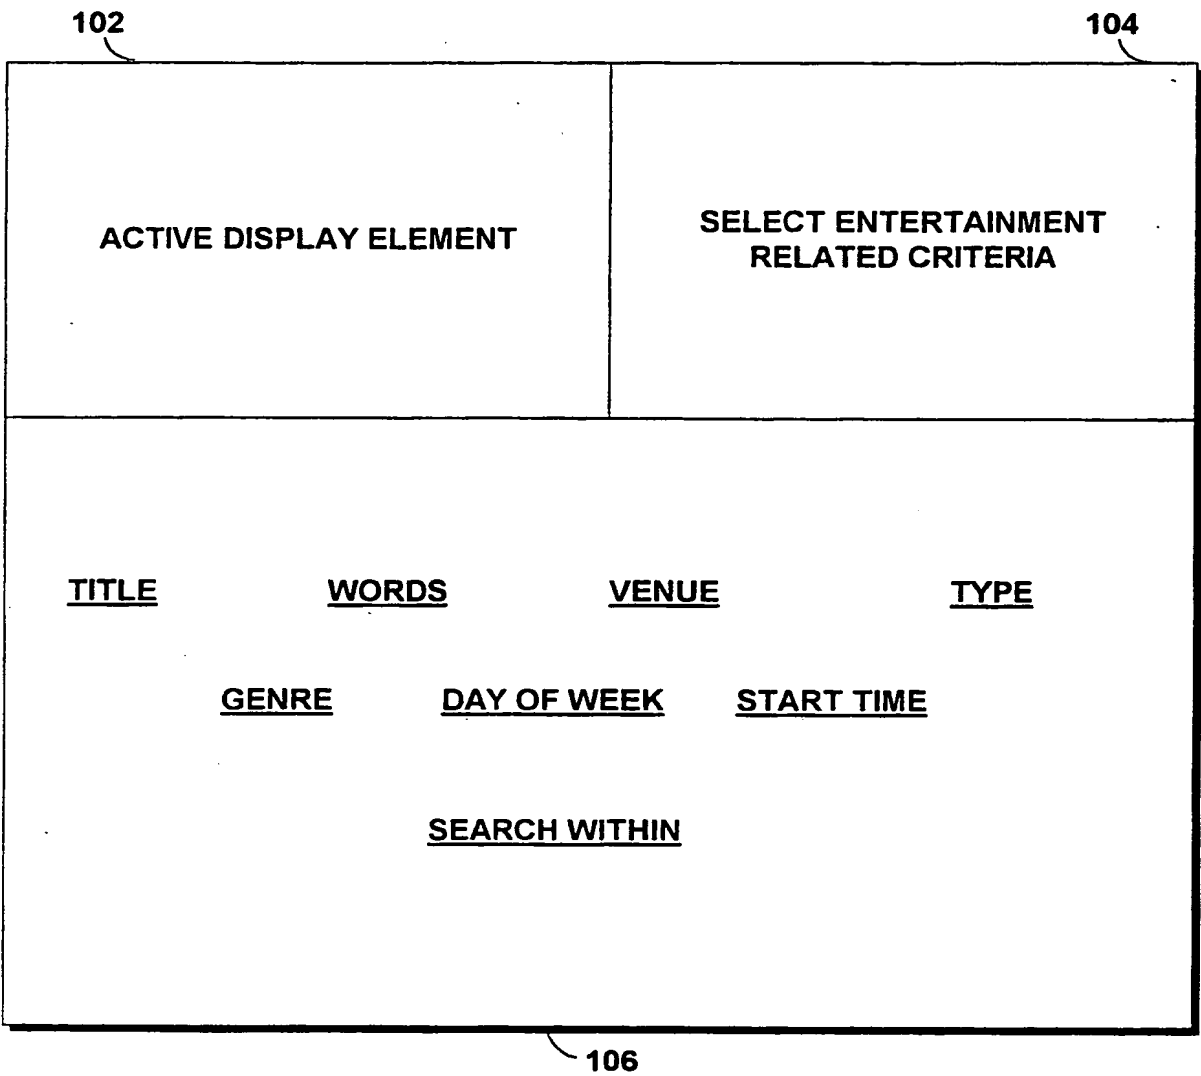 102
104
ACTIVE DISPLAY ELEMENT
SELECT ENTERTAINMENT
RELATED CRITERIA
TITLE WORDS VENUE TYPE
GENRE DAY OF WEEK START TIME
SEARCH WITHIN
106